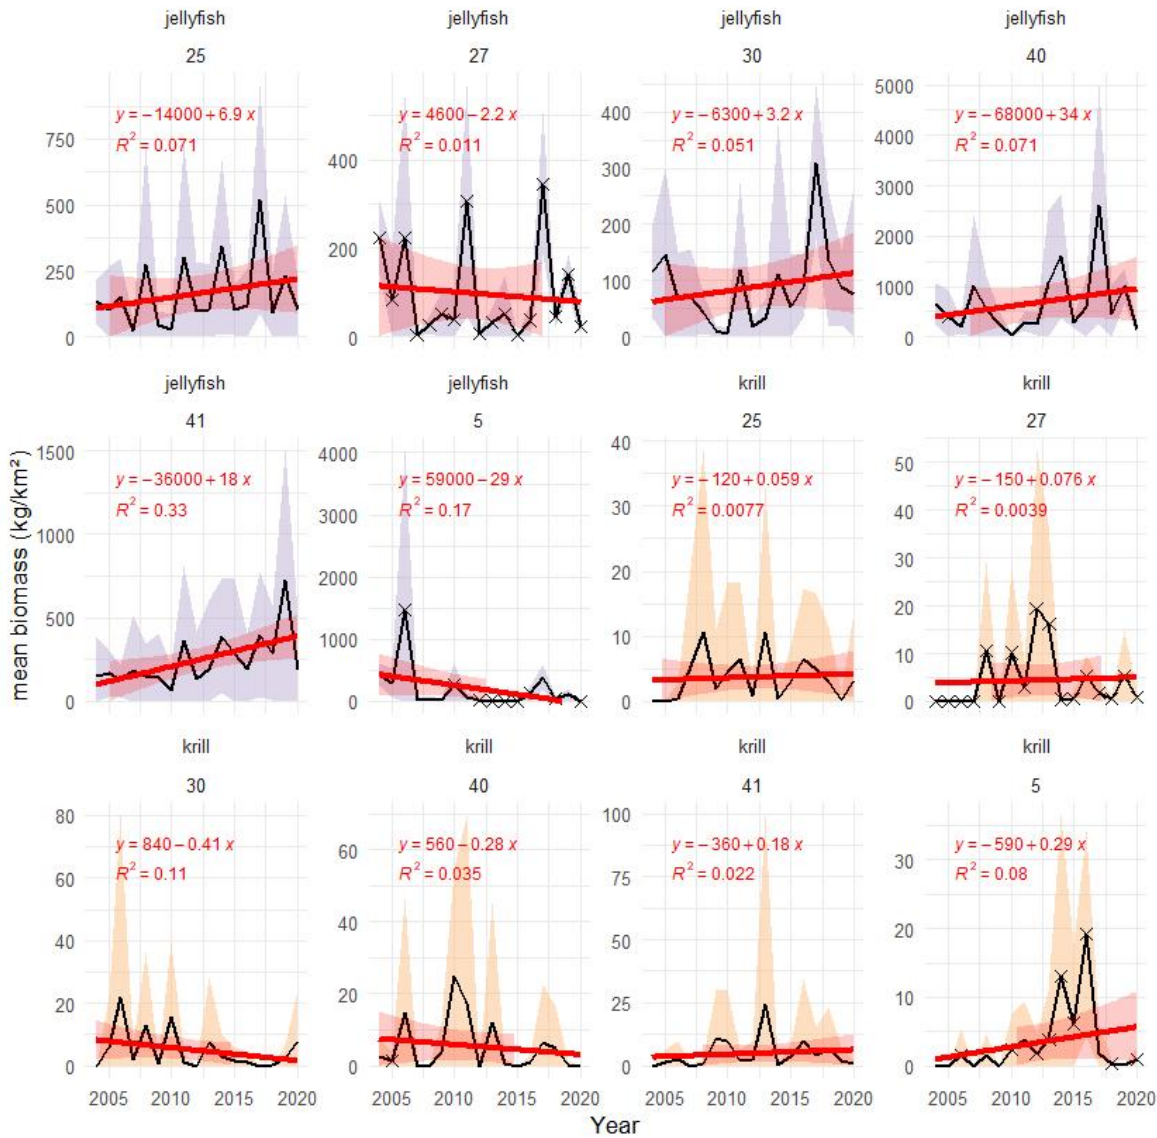 jellyfish jellyfish jellyfish jellyfish
25 27 30 40
y = −14000 + 6.9 x
R² = 0.071
750
500
250
0
y = 4600 − 2.2 x
R² = 0.011
400
200
0
y = −6300 + 3.2 x
R² = 0.051
400
300
200
100
0
y = −68000 + 34 x
R² = 0.071
5000
4000
3000
2000
1000
0
jellyfish jellyfish krill krill
41 5 25 27
mean biomass (kg/km²)
y = −36000 + 18 x
R² = 0.33
1500
1000
500
0
y = 59000 − 29 x
R² = 0.17
4000
3000
2000
1000
0
y = −120 + 0.059 x
R² = 0.0077
40
30
20
10
0
y = −150 + 0.076 x
R² = 0.0039
50
40
30
20
10
0
krill krill krill krill
30 40 41 5
y = 840 − 0.41 x
R² = 0.11
80
60
40
20
0
y = 560 − 0.28 x
R² = 0.035
60
40
20
0
y = −360 + 0.18 x
R² = 0.022
100
75
50
25
0
y = −590 + 0.29 x
R² = 0.08
30
20
10
0
2005 2010 2015 2020 2005 2010 2015 2020 2005 2010 2015 2020 2005 2010 2015 2020
Year